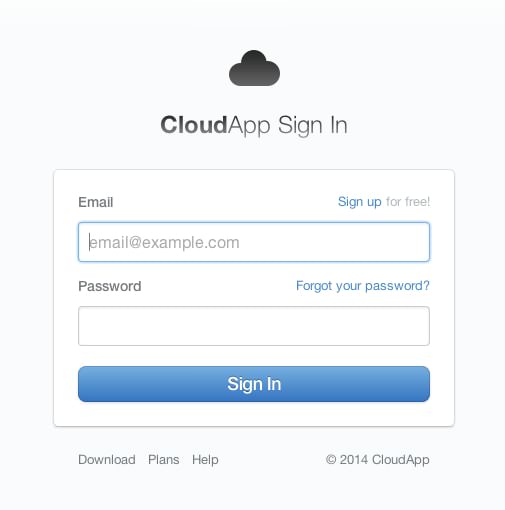 CloudApp Sign In
Email Sign up for free!
email@example.com
Password Forgot your password?
Sign In
Download Plans Help © 2014 CloudApp